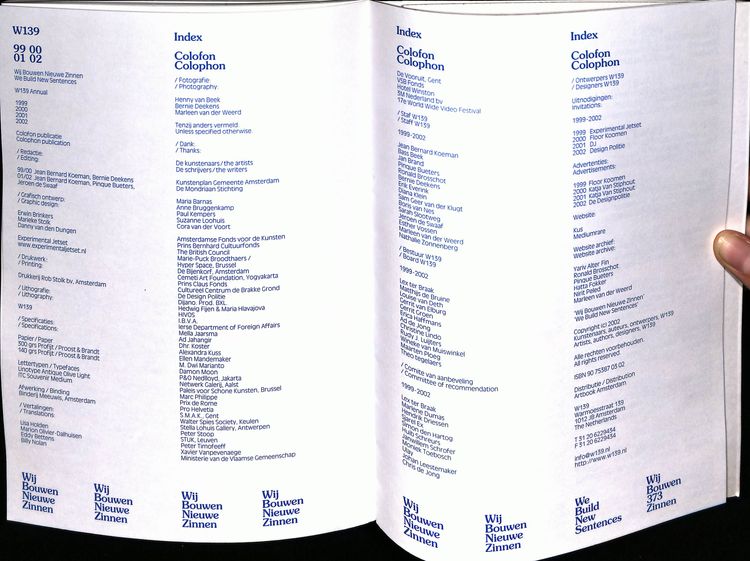 W139
99 00
01 02
Wij Bouwen Nieuwe Zinnen
We Build New Sentences
W139 Annual
1999
2000
2001
2002
Colofon publicatie
Colophon publication
/ Redactie:
/ Editing:
99/00 Jean Bernard Koeman, Bernie Deekens
01/02 Jean Bernard Koeman, Pinque Bueters,
Jeroen de Swaaf
/ Grafisch ontwerp:
/ Graphic design:
Erwin Brinkers
Marieke Stolk
Danny van den Dungen
Experimental Jetset
www.experimentaljetset.nl
/ Drukwerk:
/ Printing:
Drukkerij Rob Stolk bv, Amsterdam
/ Lithografie:
/ Lithography:
W139
/ Specificaties:
/ Specifications:
Papier / Paper
300 grs Profijt / Proost & Brandt
140 grs Profijt / Proost & Brandt
Lettertypen / Typefaces
Linotype Antique Olive Light
ITC Souvenir Medium
Afwerking / Binding
Binderij Meeuwis, Amsterdam
/ Vertalingen:
/ Translations:
Lisa Holden
Marion Olivier-Dalhuisen
Eddy Bettens
Billy Nolan
Wij
Bouwen
Nieuwe
Zinnen
Wij
Bouwen
Nieuwe
Zinnen
Index
Colofon
Colophon
/ Fotografie:
/ Photography:
Henny van Beek
Bernie Deekens
Marleen van der Weerd
Tenzij anders vermeld
Unless specified otherwise.
/ Dank:
/ Thanks:
De kunstenaars / the artists
De schrijvers / the writers
Kunstenplan Gemeente Amsterdam
De Mondriaan Stichting
Maria Barnas
Anne Bruggenkamp
Paul Kempers
Suzanne Loohuis
Cora van der Voort
Amsterdamse Fonds voor de Kunsten
Prins Bernhard Cultuurfonds
The British Council
Marie-Puck Broodthaers /
Hyper Space, Brussel
De Bijenkorf, Amsterdam
Cemeti Art Foundation, Yogyakarta
Prins Claus Fonds
Cultureel Centrum de Brakke Grond
De Design Politie
Dijano. Prod. BXL.
Hedwig Fijen & Maria Hlavajova
HIVOS
I.B.V.A.
Ierse Department of Foreign Affairs
Mella Jaarsma
Ad Jahangir
Dhr. Koster
Alexandra Kuss
Ellen Mandemaker
M. Dwi Marianto
Damon Moon
P&O Nedlloyd, Jakarta
Netwerk Galerij, Aalst
Paleis voor Schone Kunsten, Brussel
Marc Philippe
Prix de Rome
Pro Helvetia
S.M.A.K., Gent
Walter Spies Society, Keulen
Stella Lohuis Gallery, Antwerpen
Peter Stoop
STUK, Leuven
Peter Timofeeff
Xavier Vanpevenaege
Ministerie van de Vlaamse Gemeenschap
Wij
Bouwen
Nieuwe
Zinnen
Wij
Bouwen
Nieuwe
Zinnen
Index
Colofon
Colophon
De Vooruit, Gent
VSB Fonds
Hotel Winston
3M Nederland bv
17e World Wide Video Festival
/ Staf W139
/ Staff W139
1999-2002
Jean Bernard Koeman
Bass Beek
Jan Brand
Pinque Bueters
Ronald Brosschot
Bernie Deekens
Erik Everink
Diana Klein
Sam Geer van der Klugt
Boris van Nes
Sarah Slootweg
Jeroen de Swaaf
Esther Vossen
Marleen van der Weerd
Nathalie Zonnenberg
/ Bestuur W139
/ Board W139
1999-2002
Lex ter Braak
Matthijs de Bruijne
Louise van Deth
Gerrit van Elburg
Gerrit Groen
Erica Haffmans
Ad de Jong
Christine Lindo
Andy J. Luijters
Wineke van Muiswinkel
Maarten Ploeg
Theo tegelaers
/ Comite van aanbeveling
/ Committee of recommendation
1999-2002
Lex ter Braak
Marlene Dumas
Hendrik Driessen
Simon den Hartog
Huib Schreurs
Janwillem Schrofer
Moniek Toebosch
Ulay
Johan Leestemaker
Chris de Jong
Wij
Bouwen
Nieuwe
Zinnen
Wij
Bouwen
Nieuwe
Zinnen
Index
Colofon
Colophon
/ Ontwerpers W139
/ Designers W139
Uitnodigingen:
Invitations:
1999-2002
1999 Experimental Jetset
2000 Floor Koomen
2001 DJ
2002 Design Politie
Advertenties:
Advertisements:
1999 Floor Koomen
2000 Katja Van Stiphout
2001 Katja Van Stiphout
2002 De Designpolitie
Website
Kus
Mediumrare
Website archief:
Website archive:
Yariv Alter Fin
Ronald Brosschot
Pinque Bueters
Hatta Fokker
Nirit Peled
Marleen van der Weerd
'Wij Bouwen Nieuwe Zinnen'
'We Build New Sentences'
Copyright (c) 2002
Kunstenaars, auteurs, ontwerpers, W139
Artists, authors, designers, W139
Alle rechten voorbehouden.
All rights reserved.
ISBN 90 75387 03 02
Distributie / Distribution
Artbook Amsterdam
W139
Warmoesstraat 139
1012 JB Amsterdam
The Netherlands
T 31 20 6229434
F 31 20 6229434
info@w139.nl
http://www.w139.nl
We
Build
New
Sentences
Wij
Bouwen
373
Zinnen